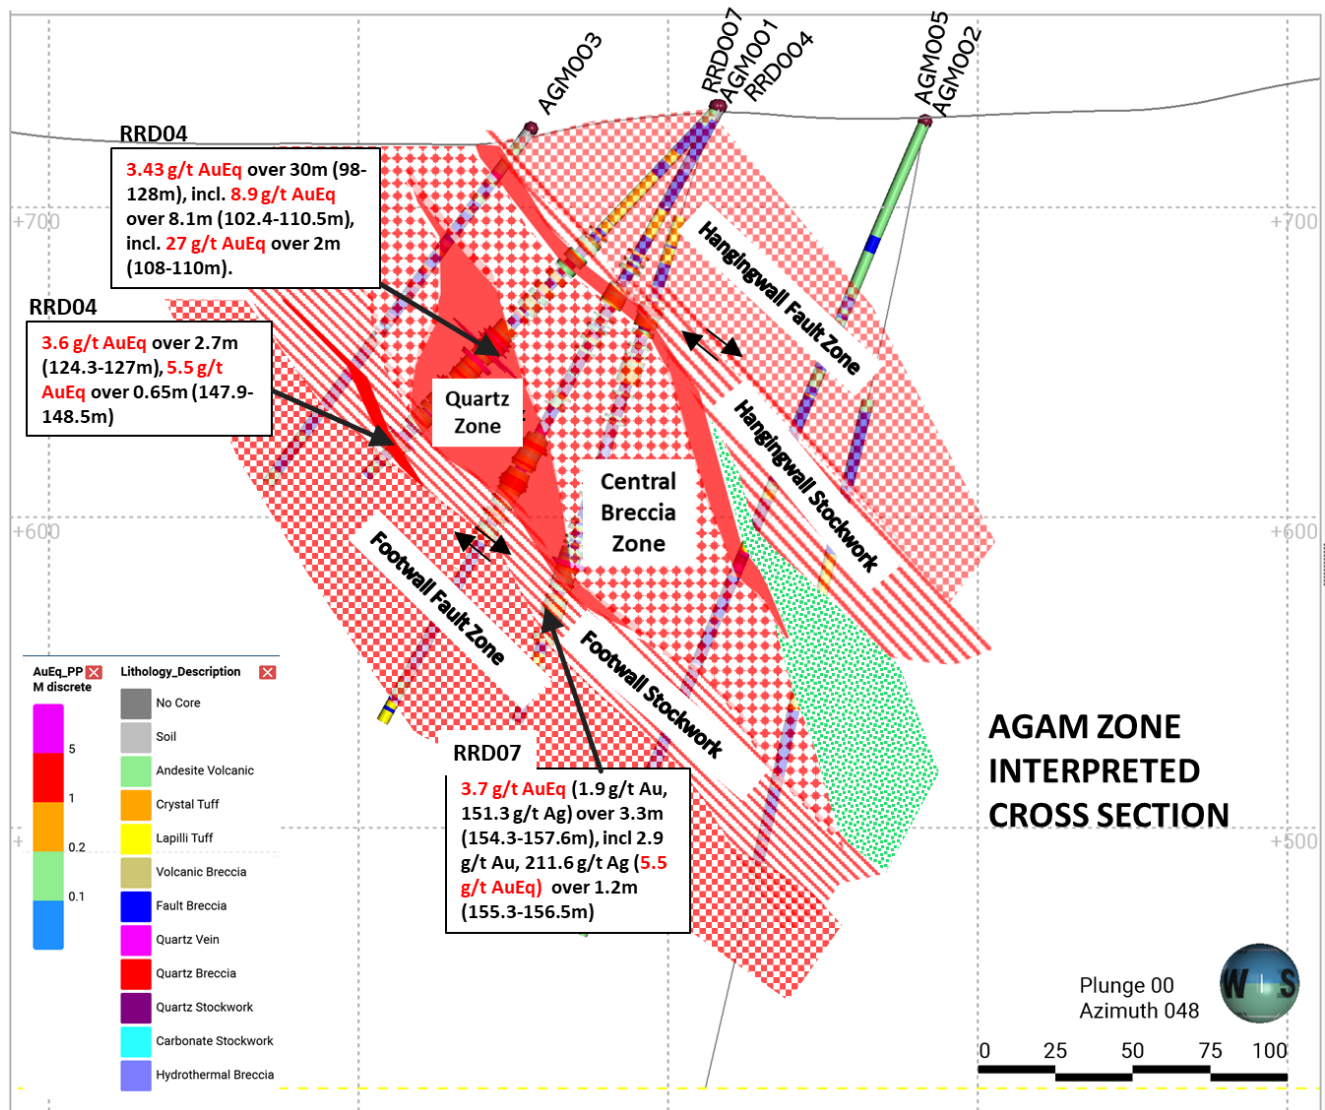 AGM003
RRD007
AGM001
RRD004
AGM005
AGM002
RRD04
3.43 g/t AuEq over 30m (98-
128m), incl. 8.9 g/t AuEq
over 8.1m (102.4-110.5m),
incl. 27 g/t AuEq over 2m
(108-110m).
+700
+700
RRD04
3.6 g/t AuEq over 2.7m
(124.3-127m), 5.5 g/t
AuEq over 0.65m (147.9-
148.5m)
Hangingwall Fault Zone
Quartz
Zone
Hangingwall Stockwork
Central
Breccia
Zone
+600
+600
Footwall Fault Zone
Footwall Stockwork
AuEq_PP
M discrete
5
1
0.2
0.1
Lithology_Description
No Core
Soil
Andesite Volcanic
Crystal Tuff
Lapilli Tuff
Volcanic Breccia
Fault Breccia
Quartz Vein
Quartz Breccia
Quartz Stockwork
Carbonate Stockwork
Hydrothermal Breccia
RRD07
3.7 g/t AuEq (1.9 g/t Au,
151.3 g/t Ag) over 3.3m
(154.3-157.6m), incl 2.9
g/t Au, 211.6 g/t Ag (5.5
g/t AuEq) over 1.2m
(155.3-156.5m)
AGAM ZONE
INTERPRETED
CROSS SECTION
+
+500
Plunge 00
Azimuth 048
W S
0 25 50 75 100